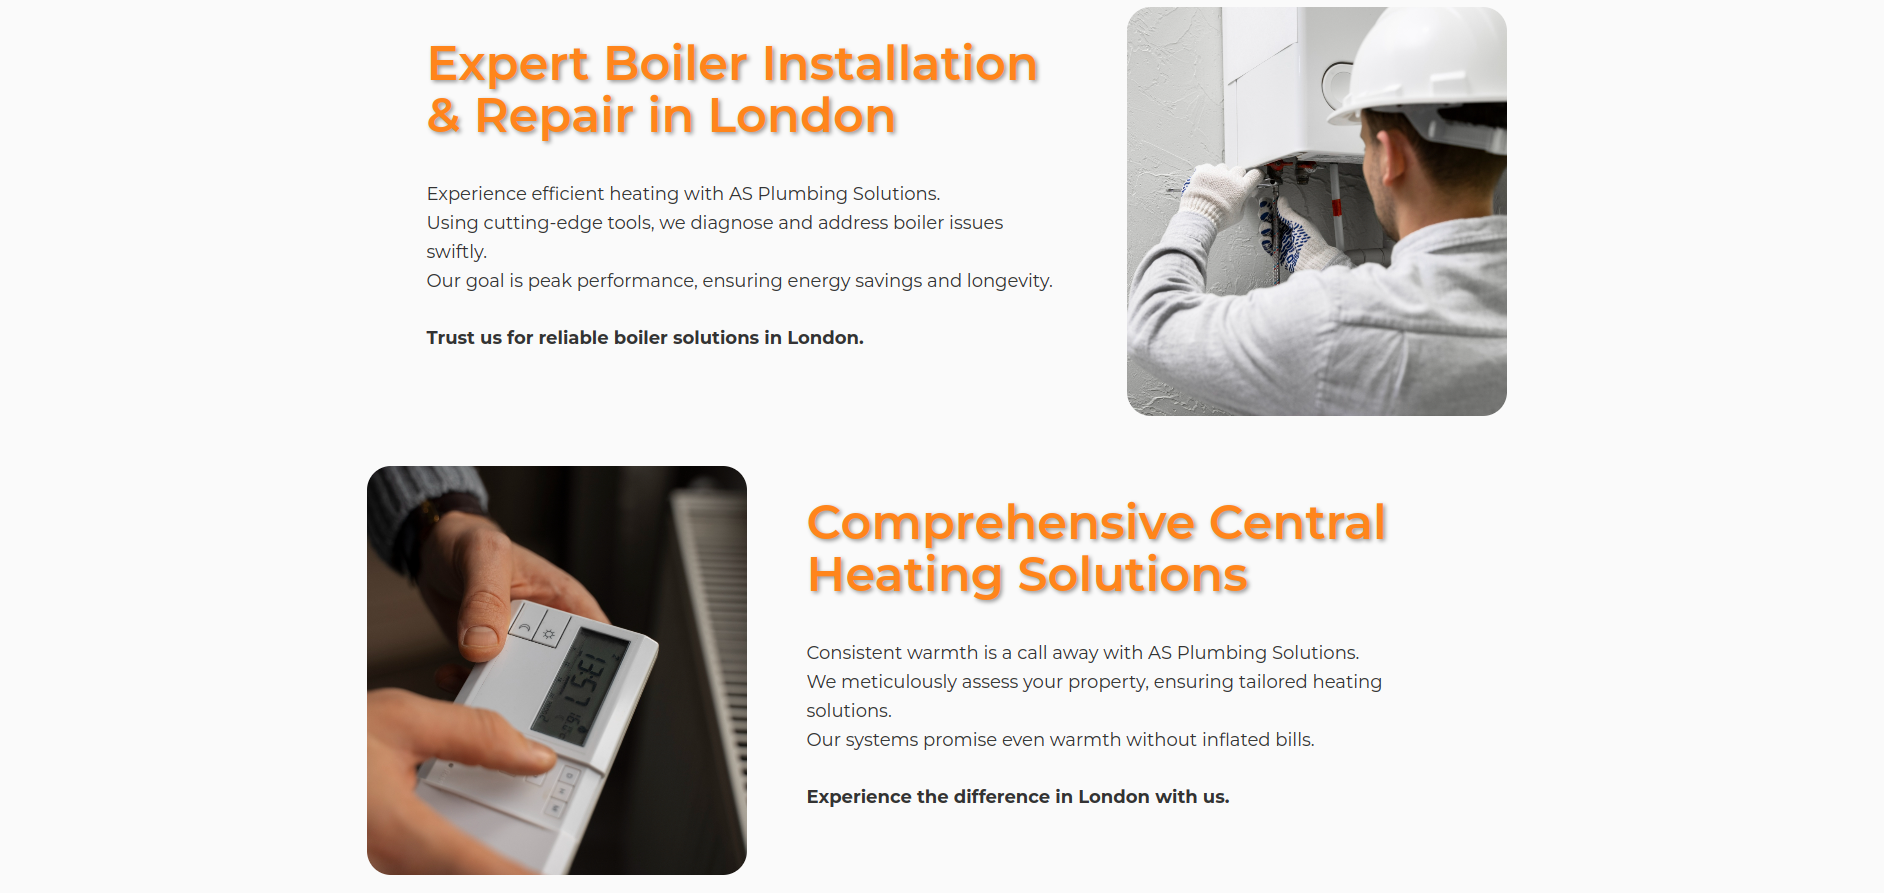 Expert Boiler Installation
& Repair in London
Experience efficient heating with AS Plumbing Solutions.
Using cutting-edge tools, we diagnose and address boiler issues
swiftly.
Our goal is peak performance, ensuring energy savings and longevity.
Trust us for reliable boiler solutions in London.
Comprehensive Central
Heating Solutions
Consistent warmth is a call away with AS Plumbing Solutions.
We meticulously assess your property, ensuring tailored heating
solutions.
Our systems promise even warmth without inflated bills.
Experience the difference in London with us.